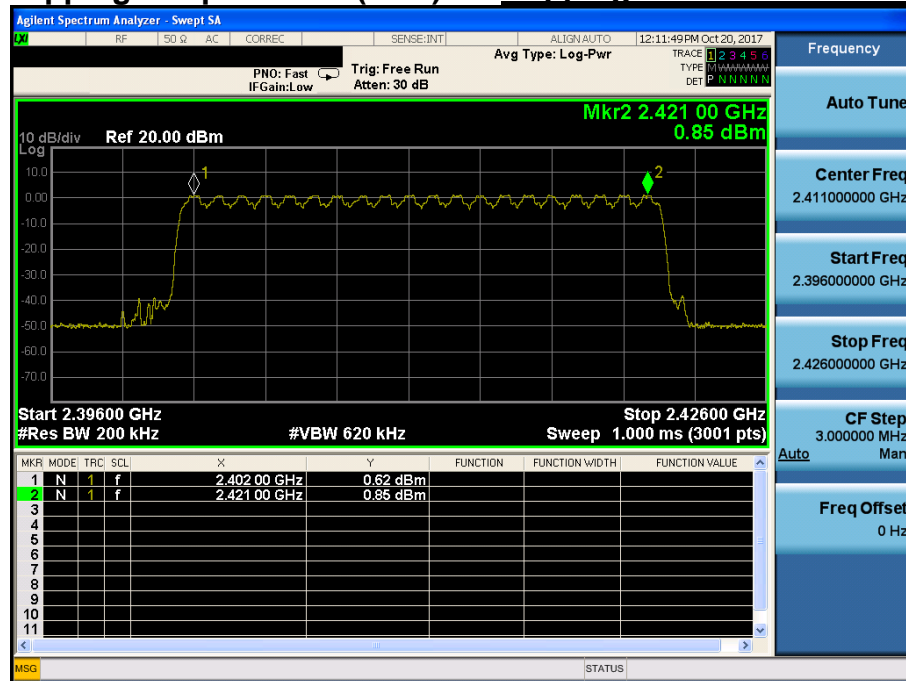 Agilent Spectrum Analyzer - Swept SA
LXI RF 50 Ω AC CORREC SENSE:INT ALIGN AUTO 12:11:49 PM Oct 20, 2017
Avg Type: Log-Pwr
PNO: Fast
IFGain:Low
Trig: Free Run
Atten: 30 dB
TRACE 1 2 3 4 5 6
TYPE M W W W W W
DET P N N N N N
Mkr2 2.421 00 GHz
0.85 dBm
10 dB/div Ref 20.00 dBm
Log
10.0
0.00
-10.0
-20.0
-30.0
-40.0
-50.0
-60.0
-70.0
1
2
Start 2.39600 GHz Stop 2.42600 GHz
#Res BW 200 kHz #VBW 620 kHz Sweep 1.000 ms (3001 pts)
MKR MODE TRC SCL X Y FUNCTION FUNCTION WIDTH FUNCTION VALUE
1 N 1 f 2.402 00 GHz 0.62 dBm
2 N 1 f 2.421 00 GHz 0.85 dBm
3
4
5
6
7
8
9
10
11
MSG STATUS
Frequency
Auto Tune
Center Freq
2.411000000 GHz
Start Freq
2.396000000 GHz
Stop Freq
2.426000000 GHz
CF Step
3.000000 MHz
Auto Man
Freq Offset
0 Hz